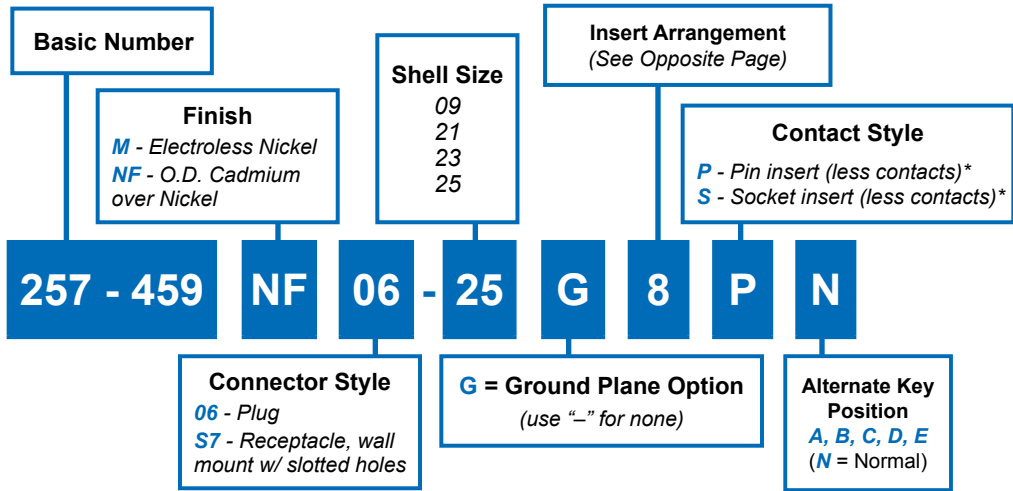 Basic Number
Finish
M - Electroless Nickel
NF - O.D. Cadmium
over Nickel
Shell Size
09
21
23
25
Insert Arrangement
(See Opposite Page)
Contact Style
P - Pin insert (less contacts)*
S - Socket insert (less contacts)*
257 - 459 NF 06 - 25 G 8 P N
Connector Style
06 - Plug
S7 - Receptacle, wall
mount w/ slotted holes
G = Ground Plane Option
(use “–” for none)
Alternate Key
Position
A, B, C, D, E
(N = Normal)